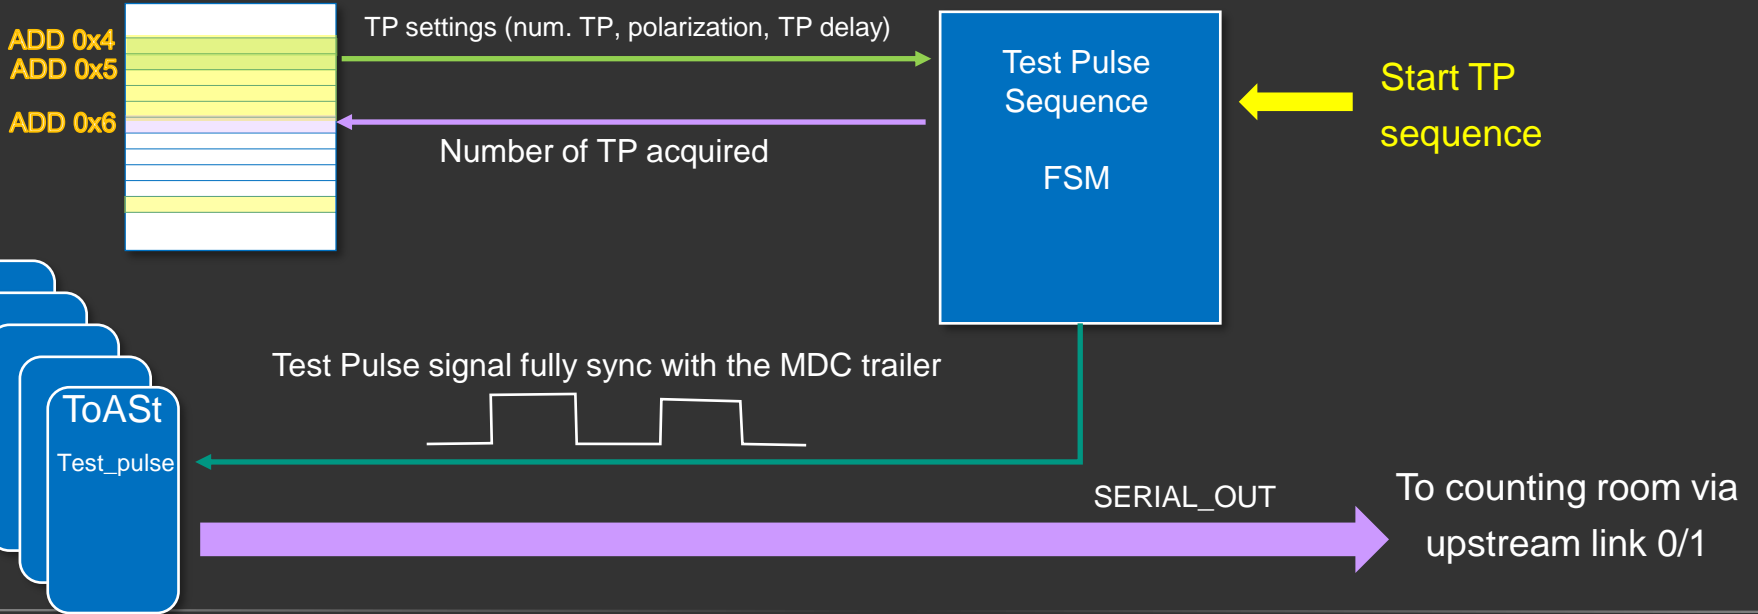 ADD 0x4
ADD 0x5
ADD 0x6
TP settings (num. TP, polarization, TP delay)
Number of TP acquired
Test Pulse
Sequence
FSM
Start TP
sequence
Test Pulse signal fully sync with the MDC trailer
ToASt
Test_pulse
SERIAL_OUT
To counting room via
upstream link 0/1